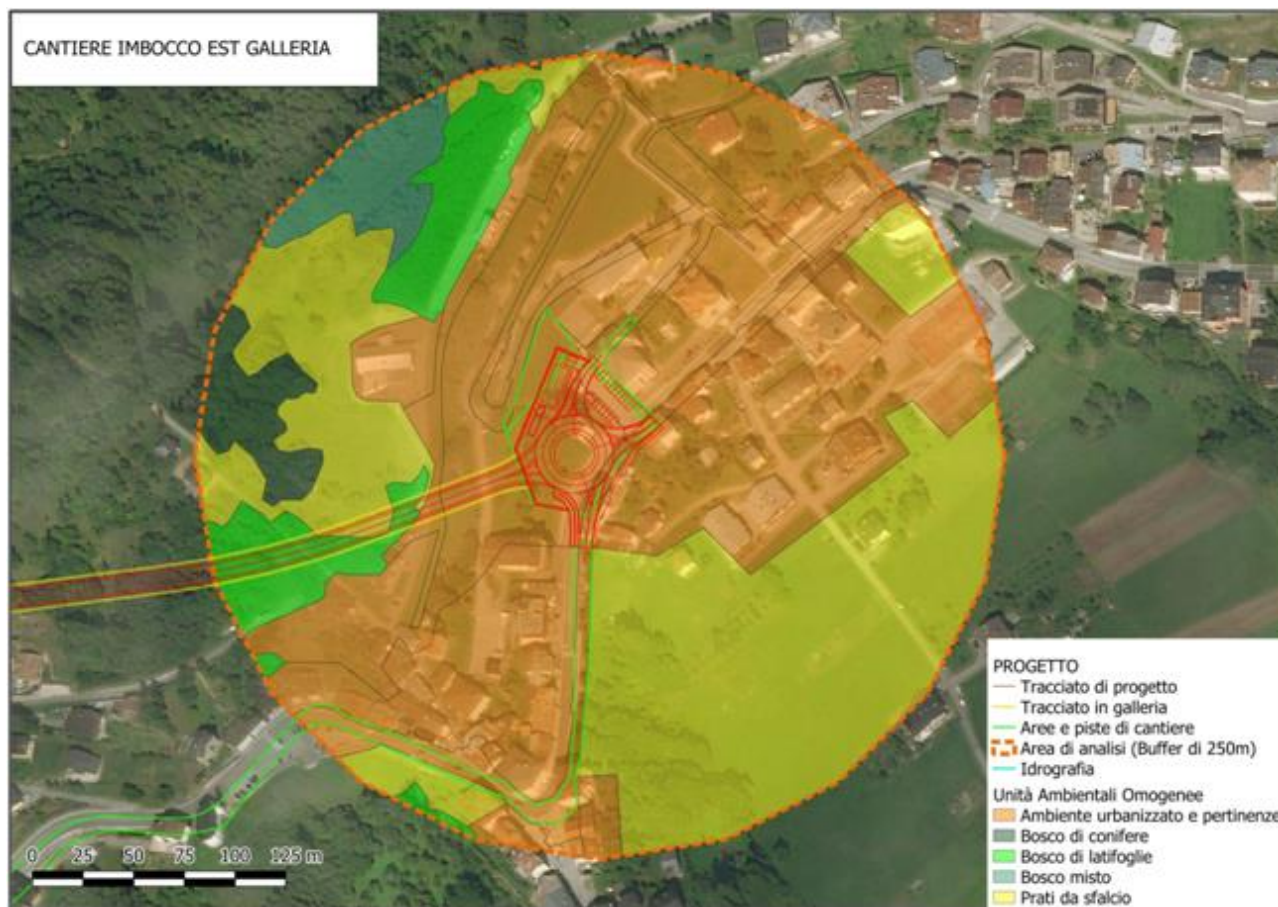 CANTIERE IMBOCCO EST GALLERIA
PROGETTO
Tracciato di progetto
Tracciato in galleria
Aree e piste di cantiere
Area di analisi (Buffer di 250m)
Idrografia
Unità Ambientali Omogenee
Ambiente urbanizzato e pertinenze
Bosco di conifere
Bosco di latifoglie
Bosco misto
Prati da sfalcio
0 25 50 75 100 125 m